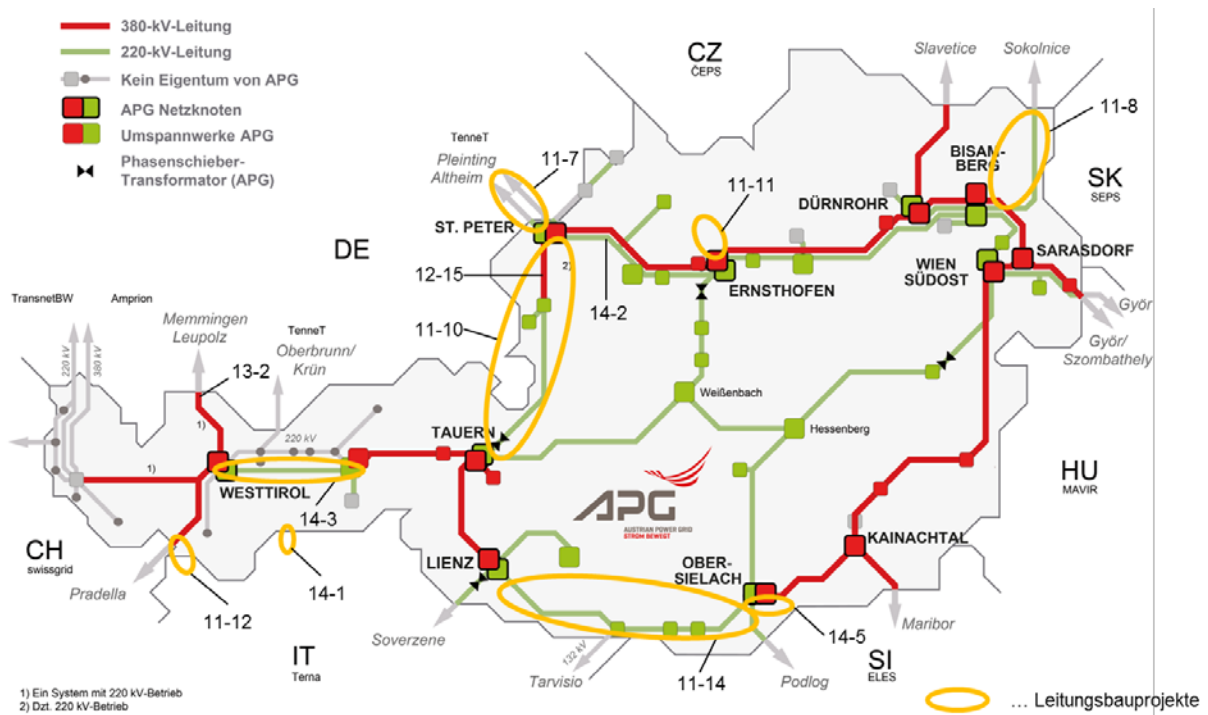 380-kV-Leitung
220-kV-Leitung
Kein Eigentum von APG
APG Netzknoten
Umspannwerke APG
Phasenschieber-
Transformator (APG)
CZ
ČEPS
Slavetice
Sokolnice
11-8
TenneT
Pleinting
Altheim
11-7
11-11
BISAM-
BERG
SK
SEPS
DÜRNROHR
ST. PETER
DE
2)
12-15
14-2
ERNSTHOFEN
WIEN
SÜDOST
SARASDORF
Györ
Györ/
Szombathely
TransnetBW
Amprion
220 kV
380 kV
Memmingen
Leupolz
TenneT
Oberbrunn/
Krün
11-10
13-2
1)
1)
220 kV
WESTTIROL
14-3
TAUERN
Weißenbach
Hessenberg
APG
AUSTRIAN POWER GRID
STROM BEWEGT
HU
MAVIR
CH
swissgrid
Pradella
11-12
14-1
LIENZ
OBER-
SIELACH
KAINACHTAL
Soverzene
IT
Terna
132 kV
Tarvisio
11-14
Podlog
14-5
SI
ELES
Maribor
1) Ein System mit 220 kV-Betrieb
2) Dzt. 220 kV-Betrieb
... Leitungsbauprojekte